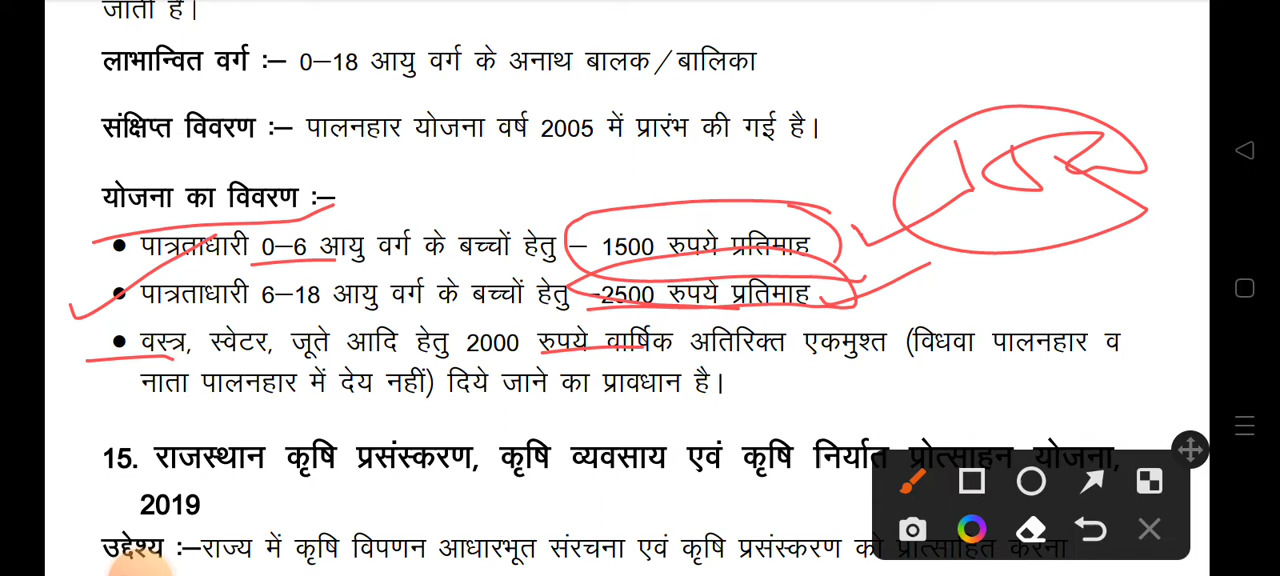 जाती है।
लाभान्वित वर्ग :– 0–18 आयु वर्ग के अनाथ बालक/बालिका
संक्षिप्त विवरण :– पालनहार योजना वर्ष 2005 में प्रारंभ की गई है।
योजना का विवरण :–
• पात्रताधारी 0–6 आयु वर्ग के बच्चों हेतु – 1500 रुपये प्रतिमाह
• पात्रताधारी 6–18 आयु वर्ग के बच्चों हेतु -2500 रुपये प्रतिमाह
• वस्त्र, स्वेटर, जूते आदि हेतु 2000 रुपये वार्षिक अतिरिक्त एकमुश्त (विधवा पालनहार व
नाता पालनहार में देय नहीं) दिये जाने का प्रावधान है।
15. राजस्थान कृषि प्रसंस्करण, कृषि व्यवसाय एवं कृषि निर्यात प्रोत्साहन योजना,
2019
उद्देश्य :–राज्य में कृषि विपणन आधारभूत संरचना एवं कृषि प्रसंस्करण को प्रोत्साहित करना